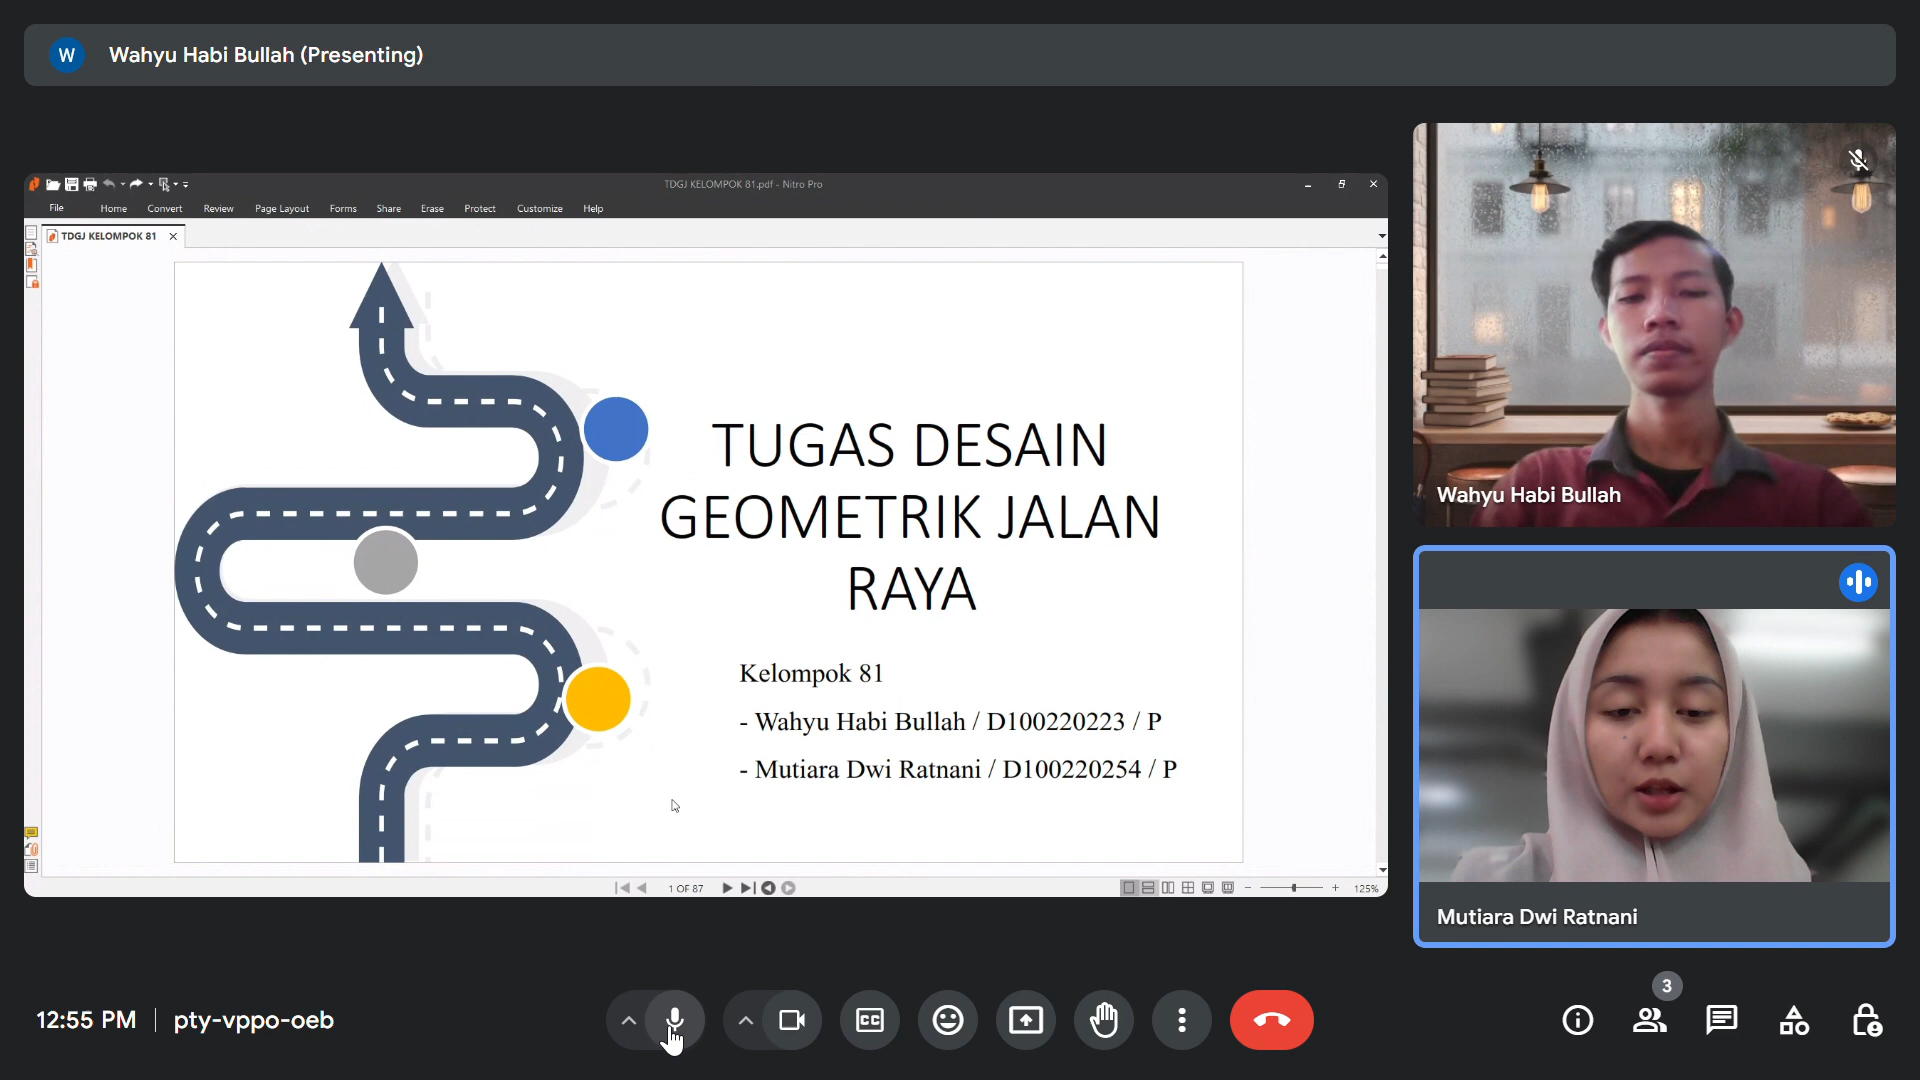 W
Wahyu Habi Bullah (Presenting)
TDGJ KELOMPOK 81.pdf - Nitro Pro
File Home Convert Review Page Layout Forms Share Erase Protect Customize Help
TDGJ KELOMPOK 81
TUGAS DESAIN
GEOMETRIK JALAN
RAYA
Kelompok 81
- Wahyu Habi Bullah / D100220223 / P
- Mutiara Dwi Ratnani / D100220254 / P
1 OF 87
125%
Wahyu Habi Bullah
Mutiara Dwi Ratnani
12:55 PM
pty-vppo-oeb
CC
3